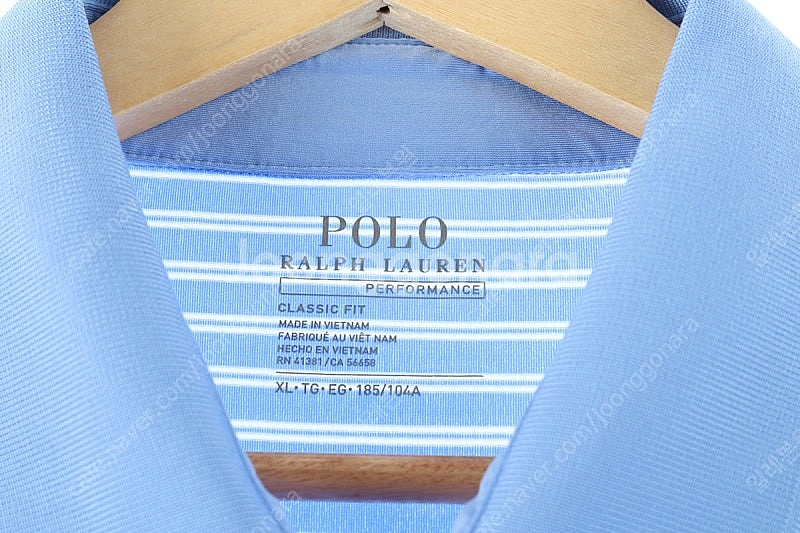 POLO
RALPH LAUREN
PERFORMANCE
CLASSIC FIT
MADE IN VIETNAM
FABRIQUÉ AU VIÊT NAM
HECHO EN VIETNAM
RN 41381/CA 56658
XL•TG•EG•185/104A